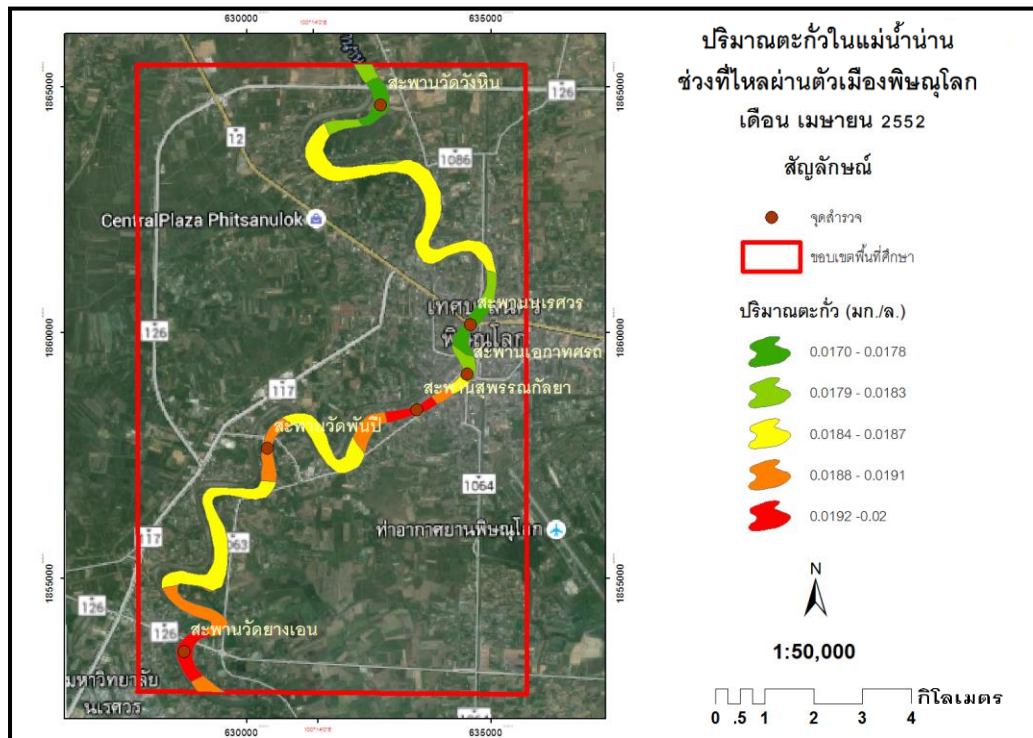 ปริมาณตะกั่วในแม่น้ำน่าน
ช่วงที่ไหลผ่านตัวเมืองพิษณุโลก
เดือน เมษายน 2552
สัญลักษณ์
จุดสำรวจ
ขอบเขตพื้นที่ศึกษา
ปริมาณตะกั่ว (มก./ล.)
0.0170 - 0.0178
0.0179 - 0.0183
0.0184 - 0.0187
0.0188 - 0.0191
0.0192 -0.02
N
1:50,000
กิโลเมตร
0 .5 1 2 3 4
630000
635000
1865000
1865000
สะพานวัดวังหิน
126
12
1086
CentralPlaza Phitsanulok
สะพานนเรศวร
พิษณุโลก
126
1860000
1860000
สะพานเอกาทศรถ
สะพานสุพรรณกัลยา
117
สะพานวัดพันปี
1064
ท่าอากาศยานพิษณุโลก
117
063
1855000
1855000
126
126
สะพานวัดยางเอน
มหาวิทยาลัย
นเรศวร
630000
635000